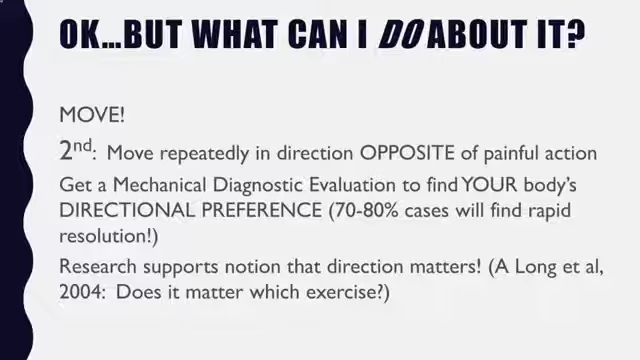 OK...BUT WHAT CAN I DO ABOUT IT?
MOVE!
2nd: Move repeatedly in direction OPPOSITE of painful action
Get a Mechanical Diagnostic Evaluation to find YOUR body's
DIRECTIONAL PREFERENCE (70-80% cases will find rapid
resolution!)
Research supports notion that direction matters! (A Long et al,
2004: Does it matter which exercise?)